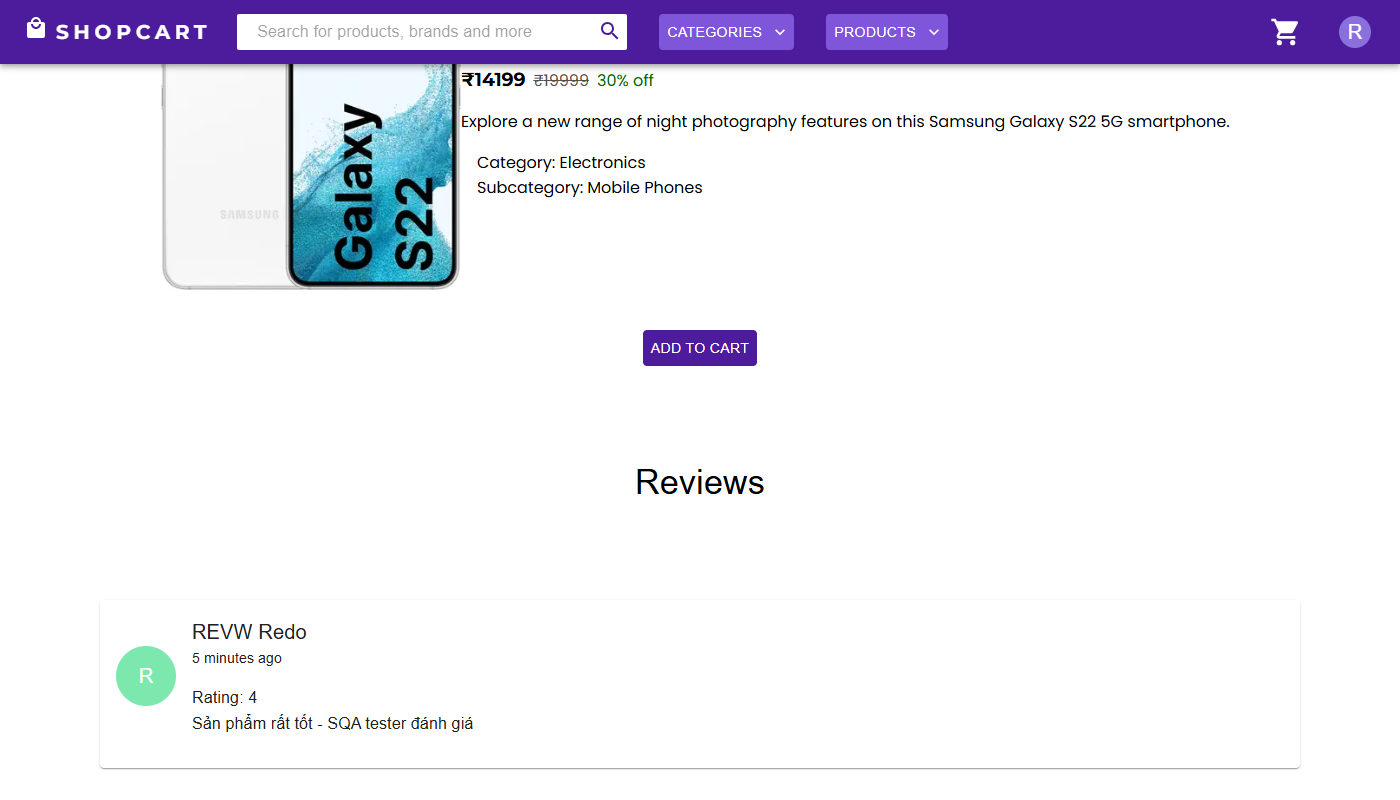 SHOPCART
Search for products, brands and more
CATEGORIES
PRODUCTS
R
₹14199 ₹19999 30% off
Explore a new range of night photography features on this Samsung Galaxy S22 5G smartphone.
Category: Electronics
Subcategory: Mobile Phones
SAMSUNG
Galaxy
S22
ADD TO CART
Reviews
R
REVW Redo
5 minutes ago
Rating: 4
Sản phẩm rất tốt - SQA tester đánh giá